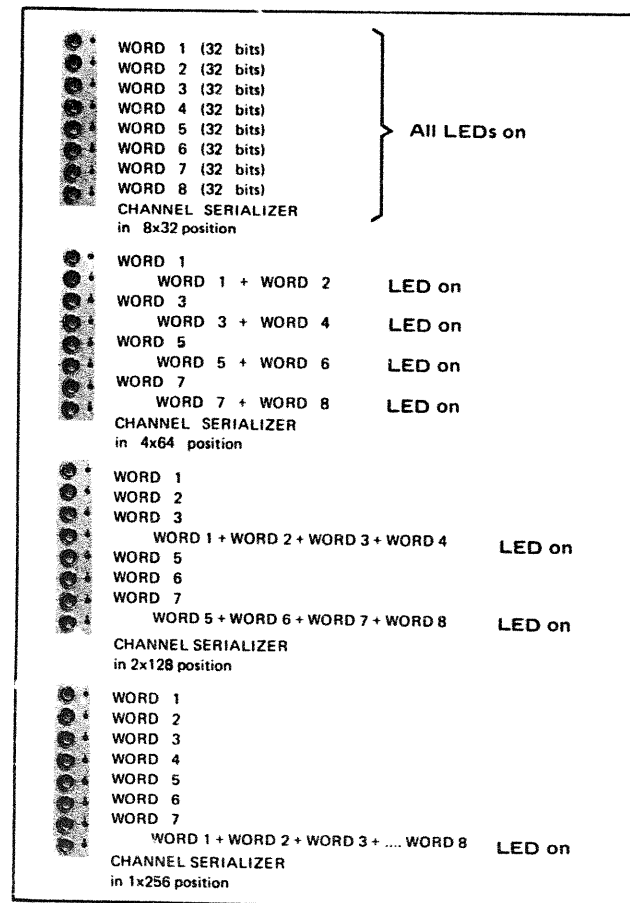 WORD 1 (32 bits)
WORD 2 (32 bits)
WORD 3 (32 bits)
WORD 4 (32 bits)
WORD 5 (32 bits)
WORD 6 (32 bits)
WORD 7 (32 bits)
WORD 8 (32 bits)
All LEDs on
CHANNEL SERIALIZER
in 8x32 position
WORD 1
WORD 1 + WORD 2 LED on
WORD 3
WORD 3 + WORD 4 LED on
WORD 5
WORD 5 + WORD 6 LED on
WORD 7
WORD 7 + WORD 8 LED on
CHANNEL SERIALIZER
in 4x64 position
WORD 1
WORD 2
WORD 3
WORD 1 + WORD 2 + WORD 3 + WORD 4 LED on
WORD 5
WORD 6
WORD 7
WORD 5 + WORD 6 + WORD 7 + WORD 8 LED on
CHANNEL SERIALIZER
in 2x128 position
WORD 1
WORD 2
WORD 3
WORD 4
WORD 5
WORD 6
WORD 7
WORD 1 + WORD 2 + WORD 3 + .... WORD 8 LED on
CHANNEL SERIALIZER
in 1x256 position